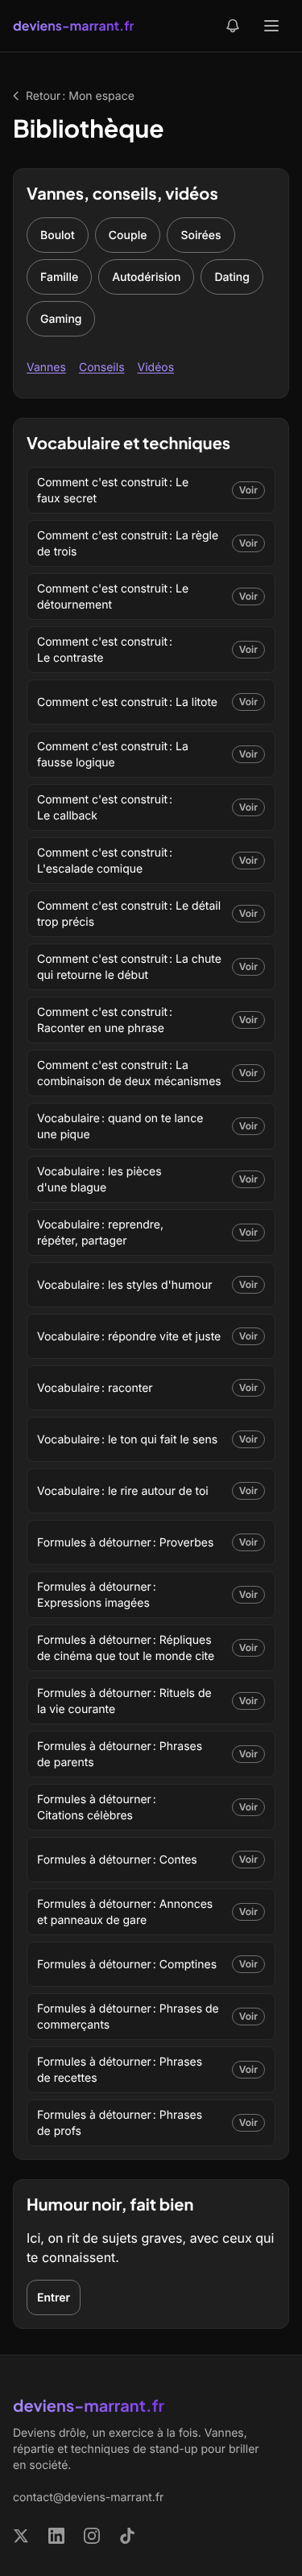 deviens-marrant.fr
Retour : Mon espace
Bibliothèque
Vannes, conseils, vidéos
Boulot
Couple
Soirées
Famille
Autodérision
Dating
Gaming
Vannes
Conseils
Vidéos
Vocabulaire et techniques
Comment c'est construit : Le
faux secret
Voir
Comment c'est construit : La règle
de trois
Voir
Comment c'est construit : Le
détournement
Voir
Comment c'est construit :
Le contraste
Voir
Comment c'est construit : La litote
Voir
Comment c'est construit : La
fausse logique
Voir
Comment c'est construit :
Le callback
Voir
Comment c'est construit :
L'escalade comique
Voir
Comment c'est construit : Le détail
trop précis
Voir
Comment c'est construit : La chute
qui retourne le début
Voir
Comment c'est construit :
Raconter en une phrase
Voir
Comment c'est construit : La
combinaison de deux mécanismes
Voir
Vocabulaire : quand on te lance
une pique
Voir
Vocabulaire : les pièces
d'une blague
Voir
Vocabulaire : reprendre,
répéter, partager
Voir
Vocabulaire : les styles d'humour
Voir
Vocabulaire : répondre vite et juste
Voir
Vocabulaire : raconter
Voir
Vocabulaire : le ton qui fait le sens
Voir
Vocabulaire : le rire autour de toi
Voir
Formules à détourner : Proverbes
Voir
Formules à détourner :
Expressions imagées
Voir
Formules à détourner : Répliques
de cinéma que tout le monde cite
Voir
Formules à détourner : Rituels de
la vie courante
Voir
Formules à détourner : Phrases
de parents
Voir
Formules à détourner :
Citations célèbres
Voir
Formules à détourner : Contes
Voir
Formules à détourner : Annonces
et panneaux de gare
Voir
Formules à détourner : Comptines
Voir
Formules à détourner : Phrases de
commerçants
Voir
Formules à détourner : Phrases
de recettes
Voir
Formules à détourner : Phrases
de profs
Voir
Humour noir, fait bien
Ici, on rit de sujets graves, avec ceux qui
te connaissent.
Entrer
deviens-marrant.fr
Deviens drôle, un exercice à la fois. Vannes,
répartie et techniques de stand-up pour briller
en société.
contact@deviens-marrant.fr